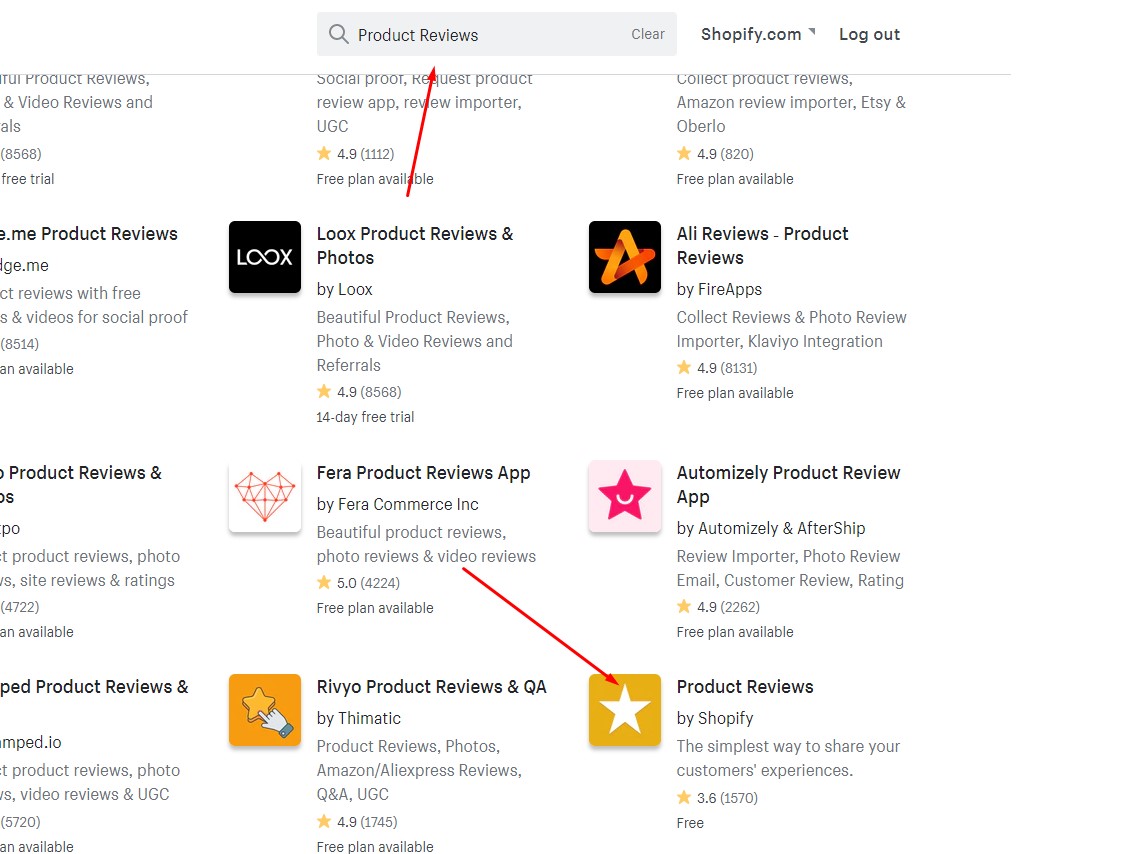 Product Reviews
Clear
Shopify.com
Log out
Product Reviews,
& Video Reviews and
(8568)
free trial
Social proof, Request product
review app, review importer,
UGC
4.9 (1112)
Free plan available
Collect product reviews,
Amazon review importer, Etsy &
Oberlo
4.9 (820)
Free plan available
e.me Product Reviews
dge.me
ct reviews with free
s & videos for social proof
(8514)
an available
LOOX
Loox Product Reviews &
Photos
by Loox
Beautiful Product Reviews,
Photo & Video Reviews and
Referrals
4.9 (8568)
14-day free trial
Ali Reviews - Product
Reviews
by FireApps
Collect Reviews & Photo Review
Importer, Klaviyo Integration
4.9 (8131)
Free plan available
o Product Reviews &
os
po
ct product reviews, photo
ws, site reviews & ratings
(4722)
an available
Fera Product Reviews App
by Fera Commerce Inc
Beautiful product reviews,
photo reviews & video reviews
5.0 (4224)
Free plan available
Automizely Product Review
App
by Automizely & AfterShip
Review Importer, Photo Review
Email, Customer Review, Rating
4.9 (2262)
Free plan available
ped Product Reviews &
mped.io
ct product reviews, photo
ws, video reviews & UGC
(5720)
an available
Rivyo Product Reviews & QA
by Thimatic
Product Reviews, Photos,
Amazon/Aliexpress Reviews,
Q&A, UGC
4.9 (1745)
Free plan available
Product Reviews
by Shopify
The simplest way to share your
customers' experiences.
3.6 (1570)
Free